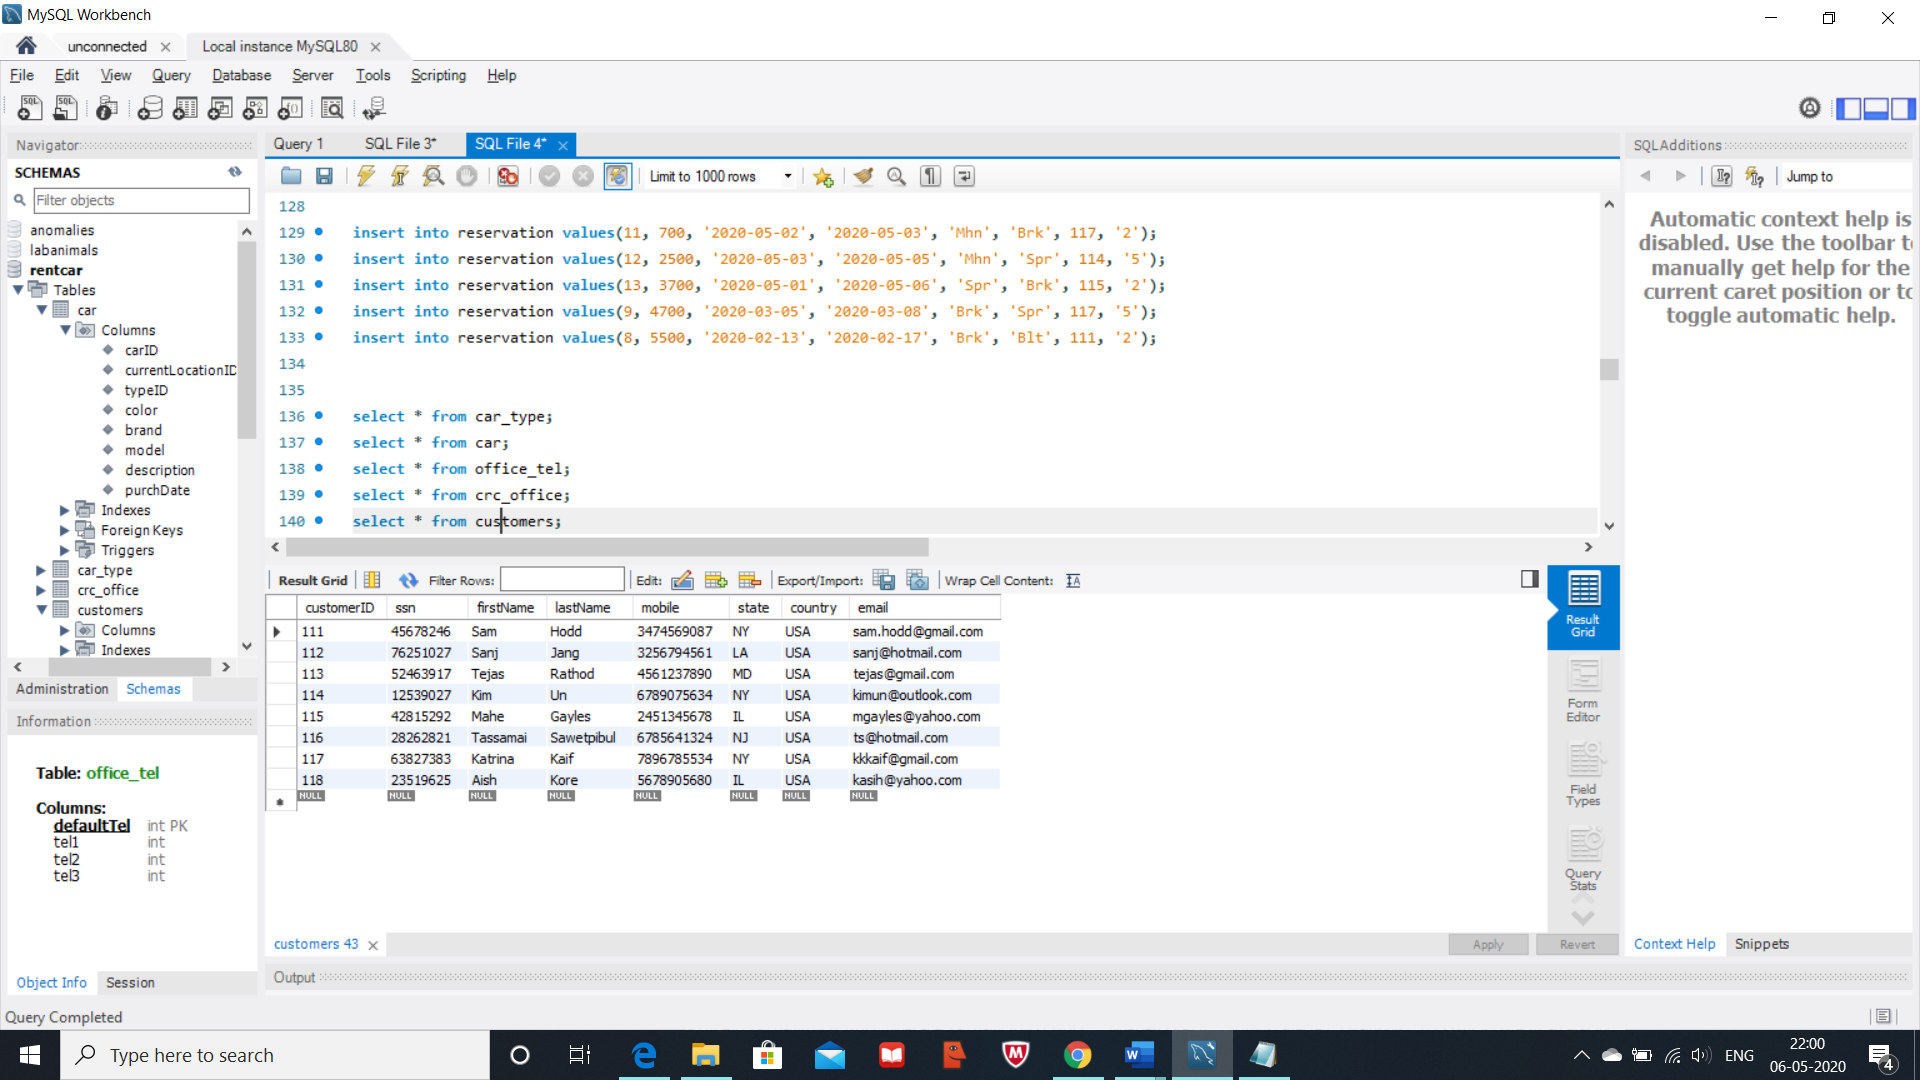 MySQL Workbench
unconnected
Local instance MySQL80
File Edit View Query Database Server Tools Scripting Help
Navigator
SCHEMAS
Filter objects
anomalies
labanimals
rentcar
Tables
car
Columns
carID
currentLocationID
typeID
color
brand
model
description
purchDate
Indexes
Foreign Keys
Triggers
car_type
crc_office
customers
Columns
Indexes
Administration Schemas
Information
Table: office_tel
Columns:
defaultTel int PK
tel1 int
tel2 int
tel3 int
Object Info Session
Query Completed
Query 1 SQL File 3* SQL File 4*
Limit to 1000 rows
128
129 insert into reservation values(11, 700, '2020-05-02', '2020-05-03', 'Mhn', 'Brk', 117, '2');
130 insert into reservation values(12, 2500, '2020-05-03', '2020-05-05', 'Mhn', 'Spr', 114, '5');
131 insert into reservation values(13, 3700, '2020-05-01', '2020-05-06', 'Spr', 'Brk', 115, '2');
132 insert into reservation values(9, 4700, '2020-03-05', '2020-03-08', 'Brk', 'Spr', 117, '5');
133 insert into reservation values(8, 5500, '2020-02-13', '2020-02-17', 'Brk', 'Blt', 111, '2');
134
135
136 select * from car_type;
137 select * from car;
138 select * from office_tel;
139 select * from crc_office;
140 select * from customers;
Result Grid Filter Rows: Edit: Export/Import: Wrap Cell Content:
customerID ssn firstName lastName mobile state country email
111 45678246 Sam Hodd 3474569087 NY USA sam.hodd@gmail.com
112 76251027 Sanj Jang 3256794561 LA USA sanj@hotmail.com
113 52463917 Tejas Rathod 4561237890 MD USA tejas@gmail.com
114 12539027 Kim Un 6789075634 NY USA kimun@outlook.com
115 42815292 Mahe Gayles 2451345678 IL USA mgayles@yahoo.com
116 28262821 Tassamai Sawetpibul 6785641324 NJ USA ts@hotmail.com
117 63827383 Katrina Kaif 7896785534 NY USA kkkaif@gmail.com
118 23519625 Aish Kore 5678905680 IL USA kasih@yahoo.com
NULL NULL NULL NULL NULL NULL NULL NULL
Result
Grid
Form
Editor
Field
Types
Query
Stats
customers 43
Apply Revert
Output
SQLAdditions
Jump to
Automatic context help is
disabled. Use the toolbar to
manually get help for the
current caret position or to
toggle automatic help.
Context Help Snippets
Type here to search
ENG
22:00
06-05-2020
4